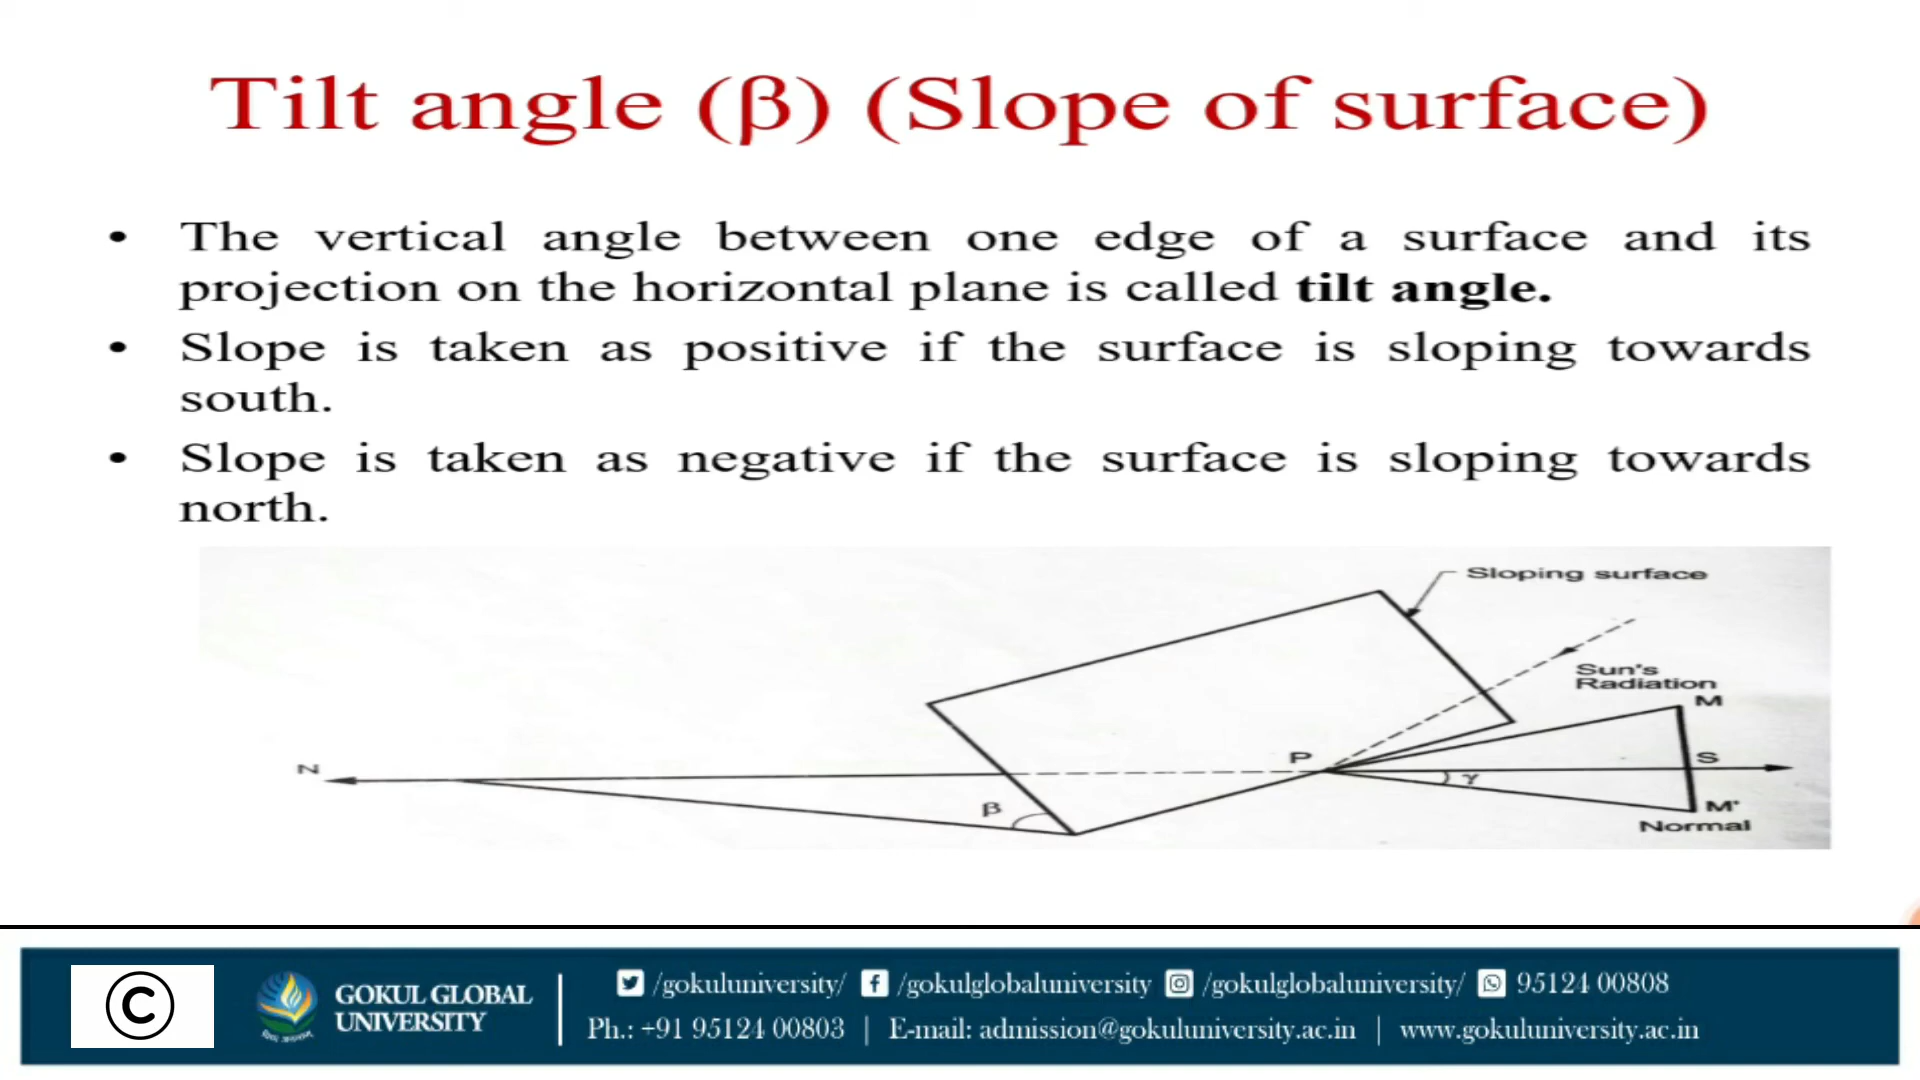 Tilt angle (β) (Slope of surface)
• The vertical angle between one edge of a surface and its
projection on the horizontal plane is called tilt angle.
• Slope is taken as positive if the surface is sloping towards
south.
• Slope is taken as negative if the surface is sloping towards
north.
Sloping surface
Sun's
Radiation
M
N
P
S
γ
β
M'
Normal
©
GOKUL GLOBAL
UNIVERSITY
/gokuluniversity/ /gokulglobaluniversity /gokulglobaluniversity/ 95124 00808
Ph.: +91 95124 00803 | E-mail: admission@gokuluniversity.ac.in | www.gokuluniversity.ac.in